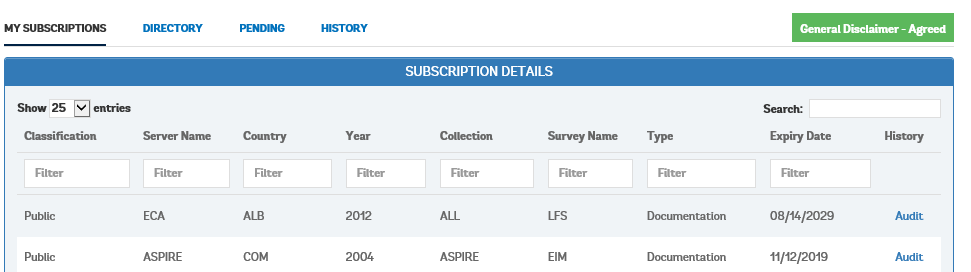 MY SUBSCRIPTIONS DIRECTORY PENDING HISTORY General Disclaimer - Agreed
SUBSCRIPTION DETAILS
Show 25 entries Search:
Classification Server Name Country Year Collection Survey Name Type Expiry Date History
Filter Filter Filter Filter Filter Filter Filter Filter
Public ECA ALB 2012 ALL LFS Documentation 08/14/2029 Audit
Public ASPIRE COM 2004 ASPIRE EIM Documentation 11/12/2019 Audit